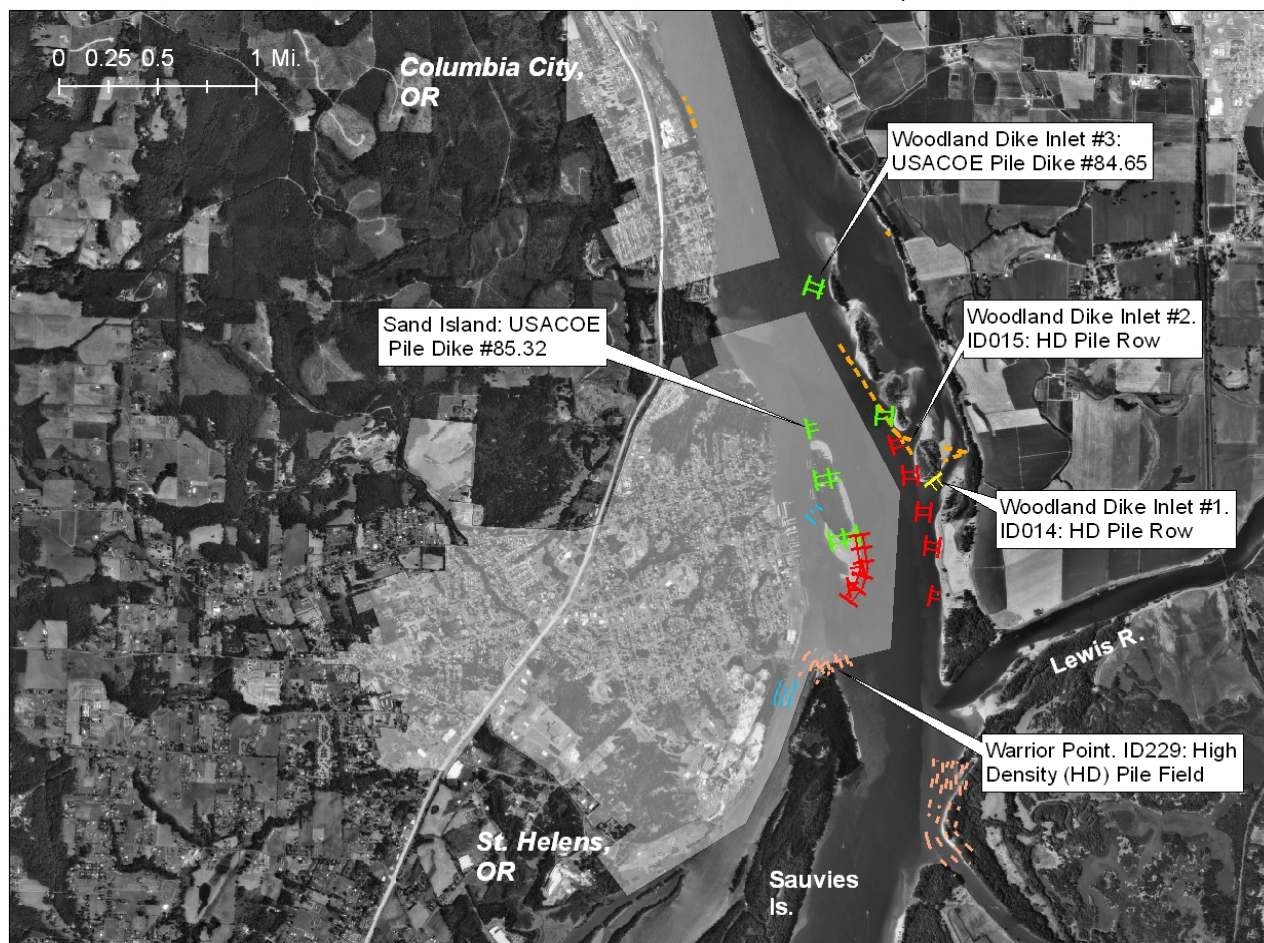 0 0.25 0.5 1 Mi.
Columbia City,
OR
Woodland Dike Inlet #3:
USACOE Pile Dike #84.65
Sand Island: USACOE
Pile Dike #85.32
Woodland Dike Inlet #2.
ID015: HD Pile Row
Woodland Dike Inlet #1.
ID014: HD Pile Row
Lewis R.
Warrior Point. ID229: High
Density (HD) Pile Field
St. Helens,
OR
Sauvies
Is.